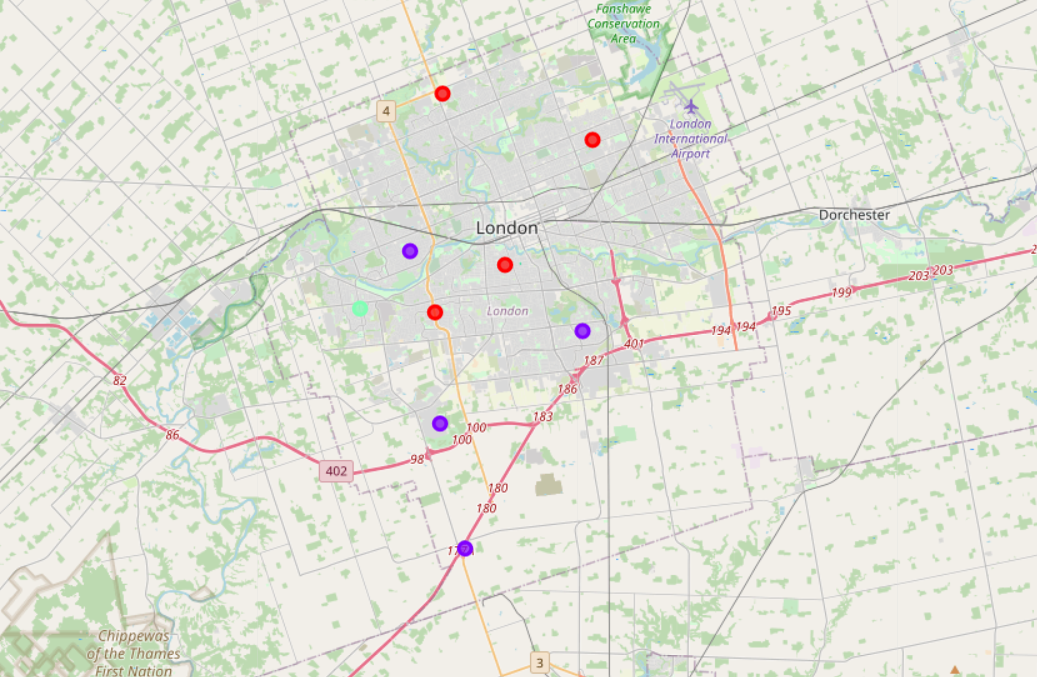 Fanshawe
Conservation
Area
4
London
International
Airport
Dorchester
London
203
203
199
London
195
194
194
401
82
187
186
183
86
100
100
98
402
180
180
Chippewas
of the Thames
First Nation
3